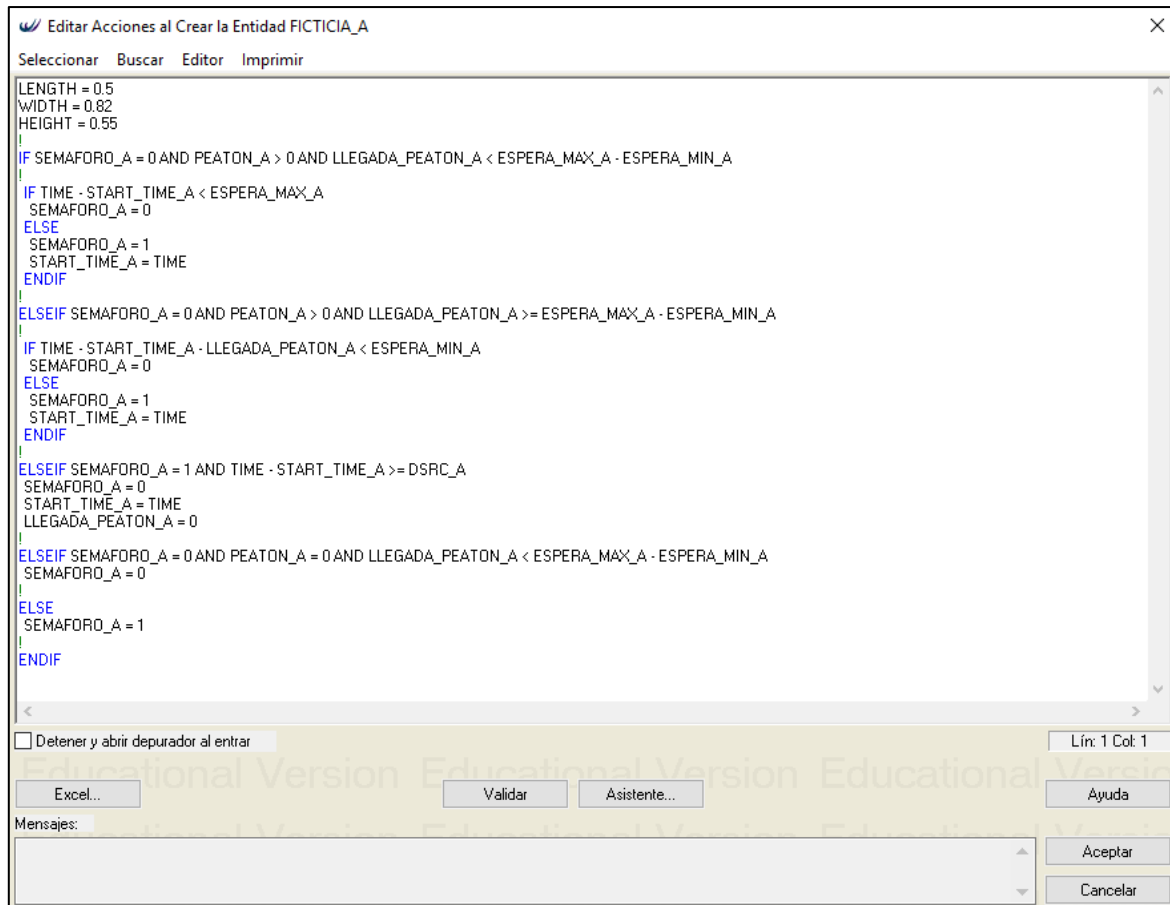 Editar Acciones al Crear la Entidad FICTICIA_A
Seleccionar Buscar Editor Imprimir
LENGTH = 0.5
WIDTH = 0.82
HEIGHT = 0.55
!
IF SEMAFORO_A = 0 AND PEATON_A > 0 AND LLEGADA_PEATON_A < ESPERA_MAX_A - ESPERA_MIN_A
!
IF TIME - START_TIME_A < ESPERA_MAX_A
SEMAFORO_A = 0
ELSE
SEMAFORO_A = 1
START_TIME_A = TIME
ENDIF
!
ELSEIF SEMAFORO_A = 0 AND PEATON_A > 0 AND LLEGADA_PEATON_A >= ESPERA_MAX_A - ESPERA_MIN_A
!
IF TIME - START_TIME_A - LLEGADA_PEATON_A < ESPERA_MIN_A
SEMAFORO_A = 0
ELSE
SEMAFORO_A = 1
START_TIME_A = TIME
ENDIF
!
ELSEIF SEMAFORO_A = 1 AND TIME - START_TIME_A >= DSRC_A
SEMAFORO_A = 0
START_TIME_A = TIME
LLEGADA_PEATON_A = 0
!
ELSEIF SEMAFORO_A = 0 AND PEATON_A = 0 AND LLEGADA_PEATON_A < ESPERA_MAX_A - ESPERA_MIN_A
SEMAFORO_A = 0
!
ELSE
SEMAFORO_A = 1
!
ENDIF
Detener y abrir depurador al entrar
Lín: 1 Col: 1
Educational Version Educational Version Educational Versio
Excel... Validar Asistente... Ayuda
Mensajes:
Aceptar
Cancelar